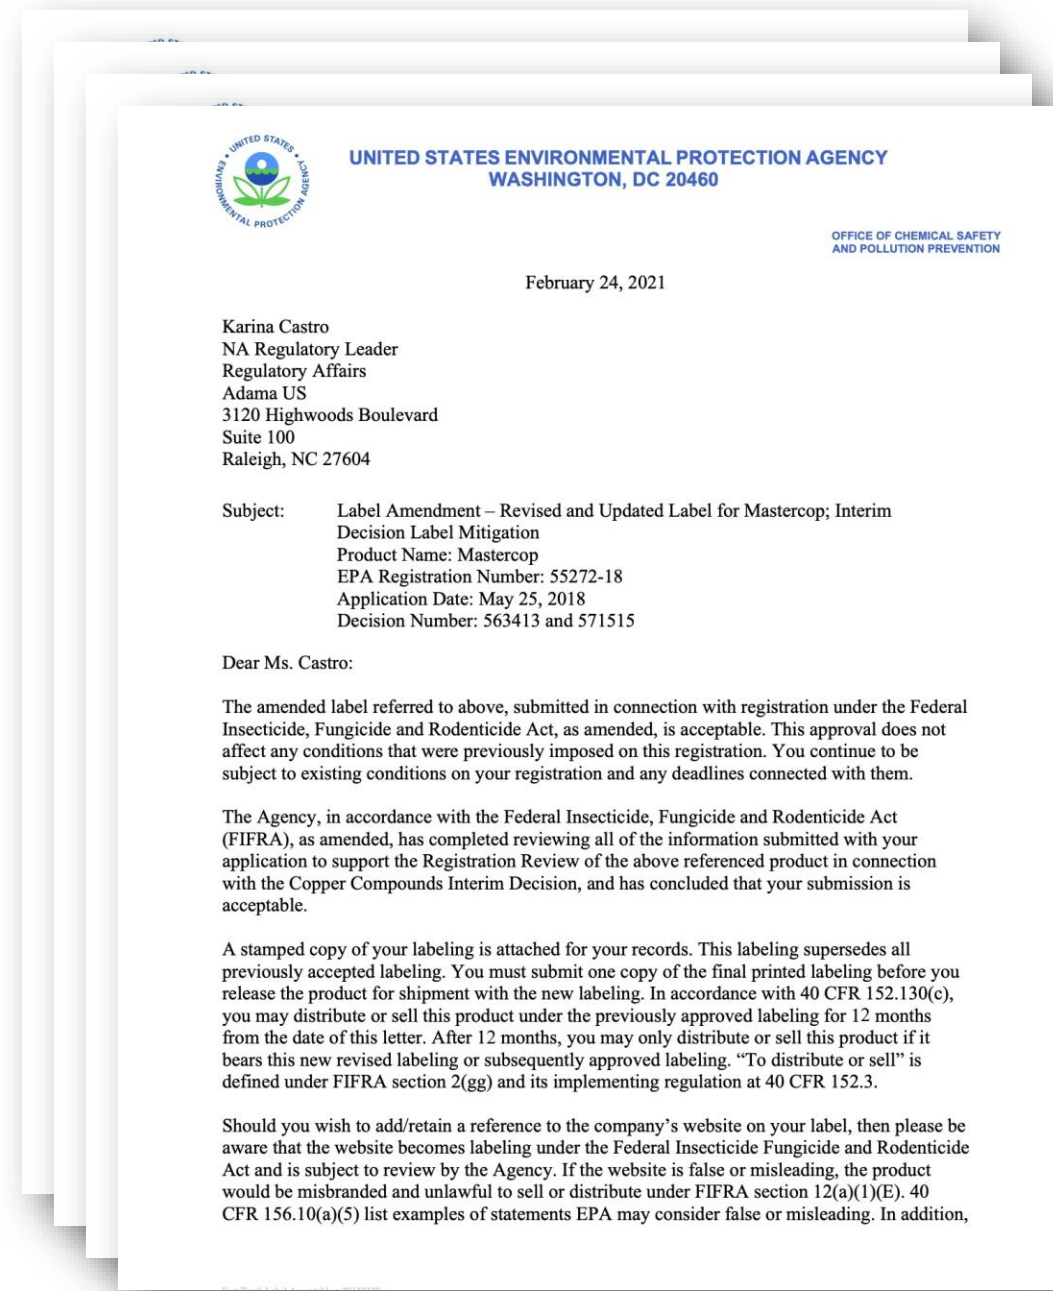 UNITED STATES • ENVIRONMENTAL PROTECTION AGENCY •
UNITED STATES ENVIRONMENTAL PROTECTION AGENCY
WASHINGTON, DC 20460
OFFICE OF CHEMICAL SAFETY
AND POLLUTION PREVENTION
February 24, 2021
Karina Castro
NA Regulatory Leader
Regulatory Affairs
Adama US
3120 Highwoods Boulevard
Suite 100
Raleigh, NC 27604
Subject: Label Amendment – Revised and Updated Label for Mastercop; Interim
Decision Label Mitigation
Product Name: Mastercop
EPA Registration Number: 55272-18
Application Date: May 25, 2018
Decision Number: 563413 and 571515
Dear Ms. Castro:
The amended label referred to above, submitted in connection with registration under the Federal
Insecticide, Fungicide and Rodenticide Act, as amended, is acceptable. This approval does not
affect any conditions that were previously imposed on this registration. You continue to be
subject to existing conditions on your registration and any deadlines connected with them.
The Agency, in accordance with the Federal Insecticide, Fungicide and Rodenticide Act
(FIFRA), as amended, has completed reviewing all of the information submitted with your
application to support the Registration Review of the above referenced product in connection
with the Copper Compounds Interim Decision, and has concluded that your submission is
acceptable.
A stamped copy of your labeling is attached for your records. This labeling supersedes all
previously accepted labeling. You must submit one copy of the final printed labeling before you
release the product for shipment with the new labeling. In accordance with 40 CFR 152.130(c),
you may distribute or sell this product under the previously approved labeling for 12 months
from the date of this letter. After 12 months, you may only distribute or sell this product if it
bears this new revised labeling or subsequently approved labeling. “To distribute or sell” is
defined under FIFRA section 2(gg) and its implementing regulation at 40 CFR 152.3.
Should you wish to add/retain a reference to the company’s website on your label, then please be
aware that the website becomes labeling under the Federal Insecticide Fungicide and Rodenticide
Act and is subject to review by the Agency. If the website is false or misleading, the product
would be misbranded and unlawful to sell or distribute under FIFRA section 12(a)(1)(E). 40
CFR 156.10(a)(5) list examples of statements EPA may consider false or misleading. In addition,